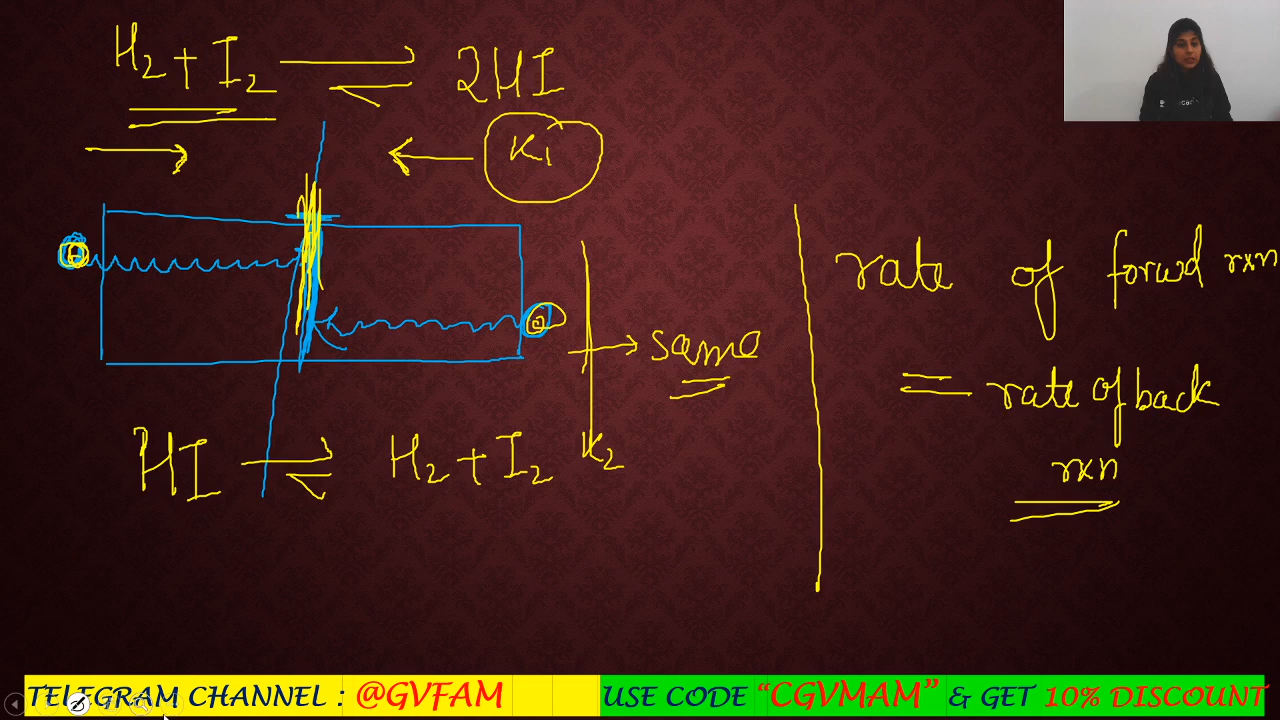 H₂ + I₂ ⇌ 2HI
K₁
rate of forwd rxn
same
= rate of back
rxn
HI ⇌ H₂ + I₂ K₂
TELEGRAM CHANNEL : @GVFAM USE CODE “CGVMAM” & GET 10% DISCOUNT